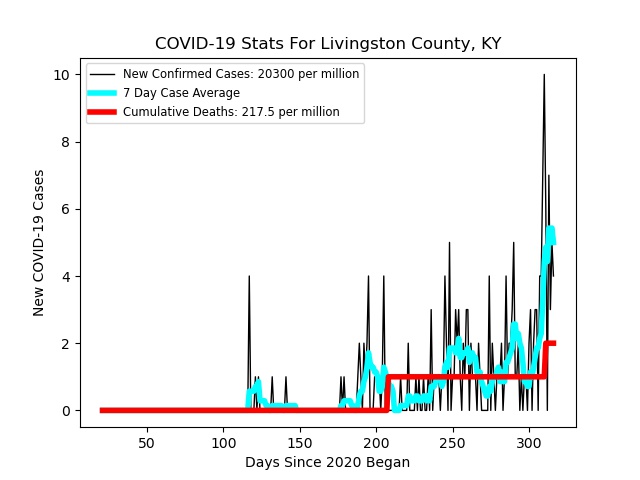 COVID-19 Stats For Livingston County, KY
New Confirmed Cases: 20300 per million
7 Day Case Average
Cumulative Deaths: 217.5 per million
New COVID-19 Cases
10
8
6
4
2
0
50 100 150 200 250 300
Days Since 2020 Began